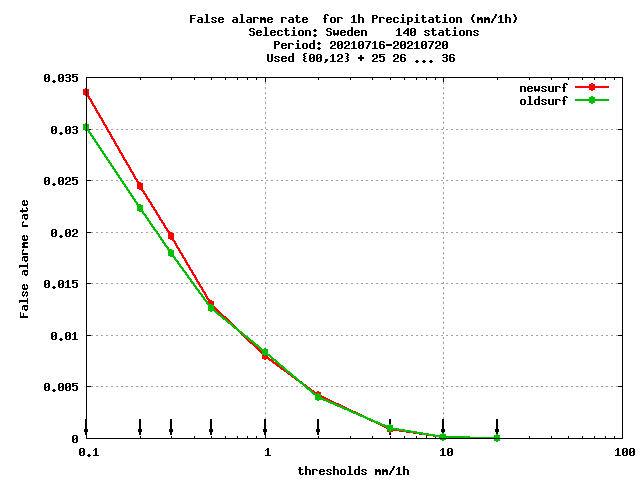 False alarme rate  for 1h Precipitation (mm/1h)
Selection: Sweden    140 stations
Period: 20210716-20210720
Used {00,12} + 25 26 ... 36
newsurf
oldsurf
0.035
0.03
0.025
0.02
0.015
0.01
0.005
0
False alarme rate
0.1
1
10
100
thresholds mm/1h